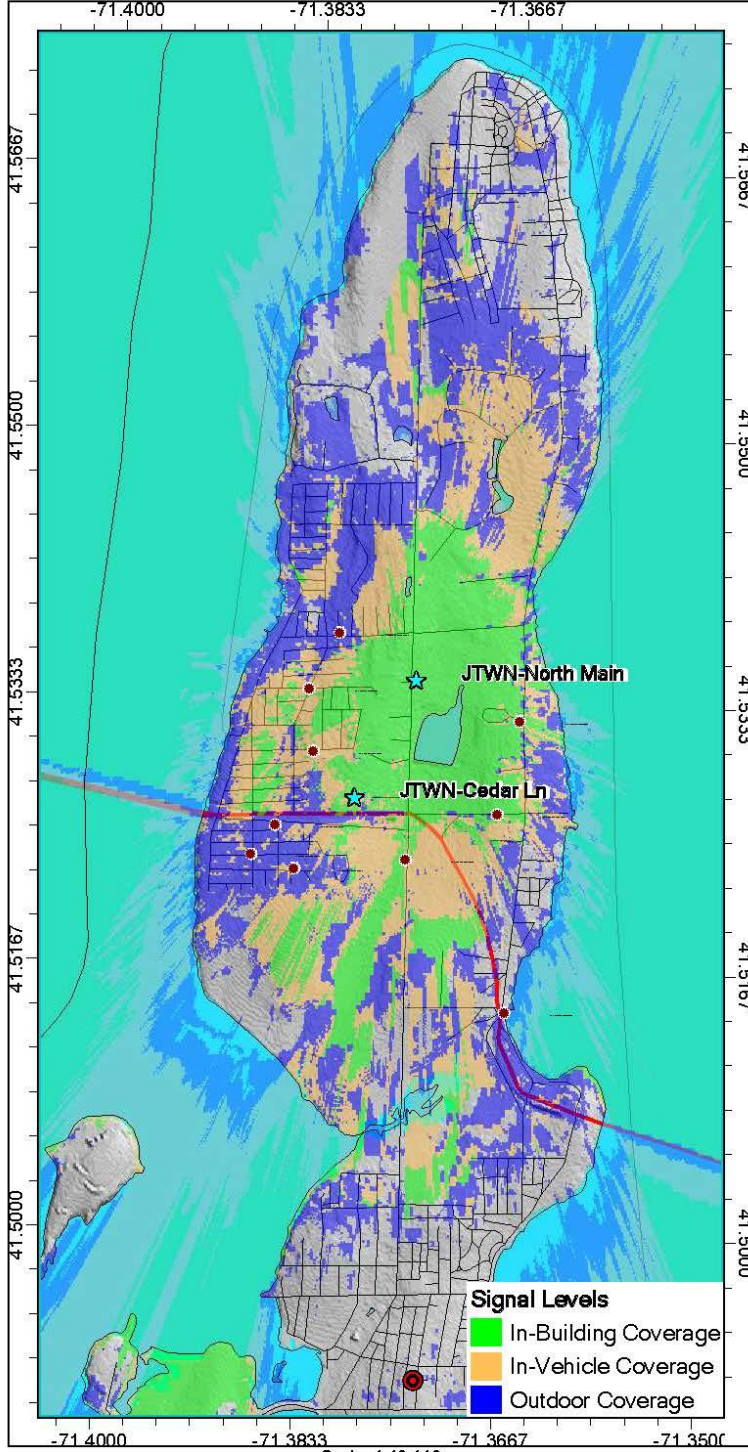 -71.4000 -71.3833 -71.3667
41.5667 41.5667
41.5500 41.5500
JTWN-North Main
41.5333 41.5333
JTWN-Cedar Ln
41.5167 41.5167
41.5000 41.5000
Signal Levels
In-Building Coverage
In-Vehicle Coverage
Outdoor Coverage
-71.4000 -71.3833 -71.3667 -71.3500